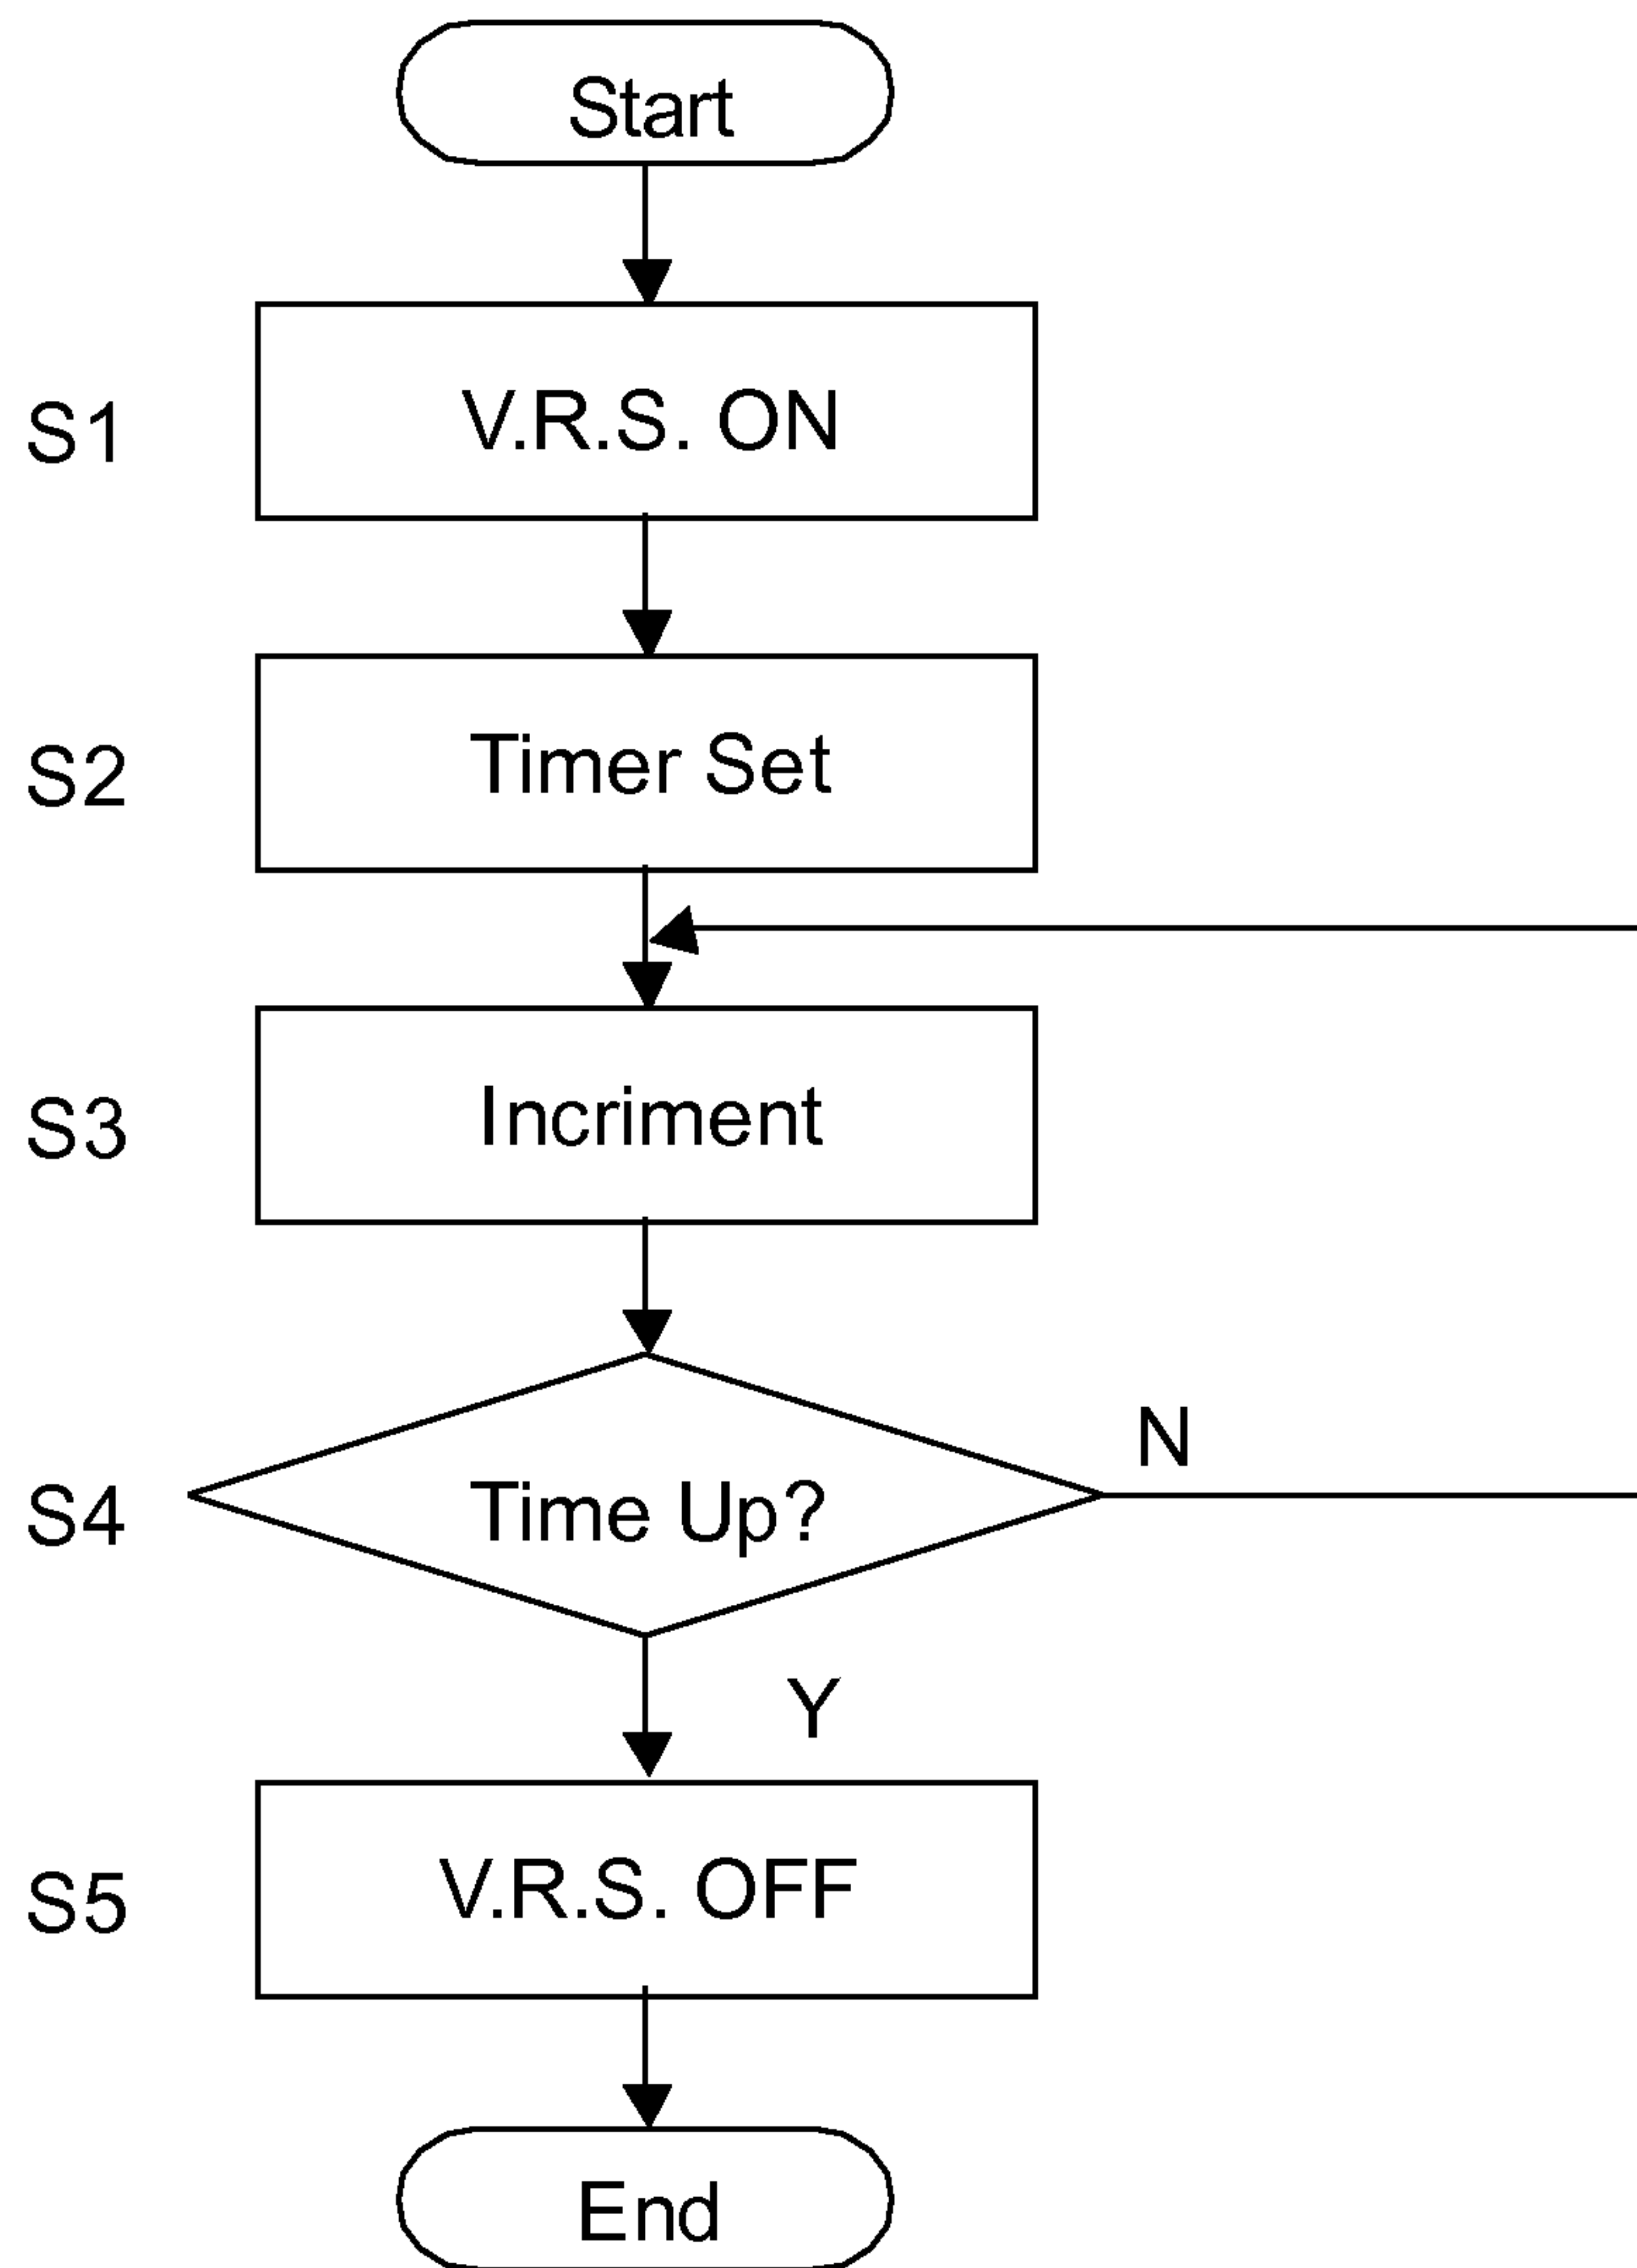 Start
S1
V.R.S. ON
S2
Timer Set
S3
Incriment
S4
Time Up?
N
Y
S5
V.R.S. OFF
End